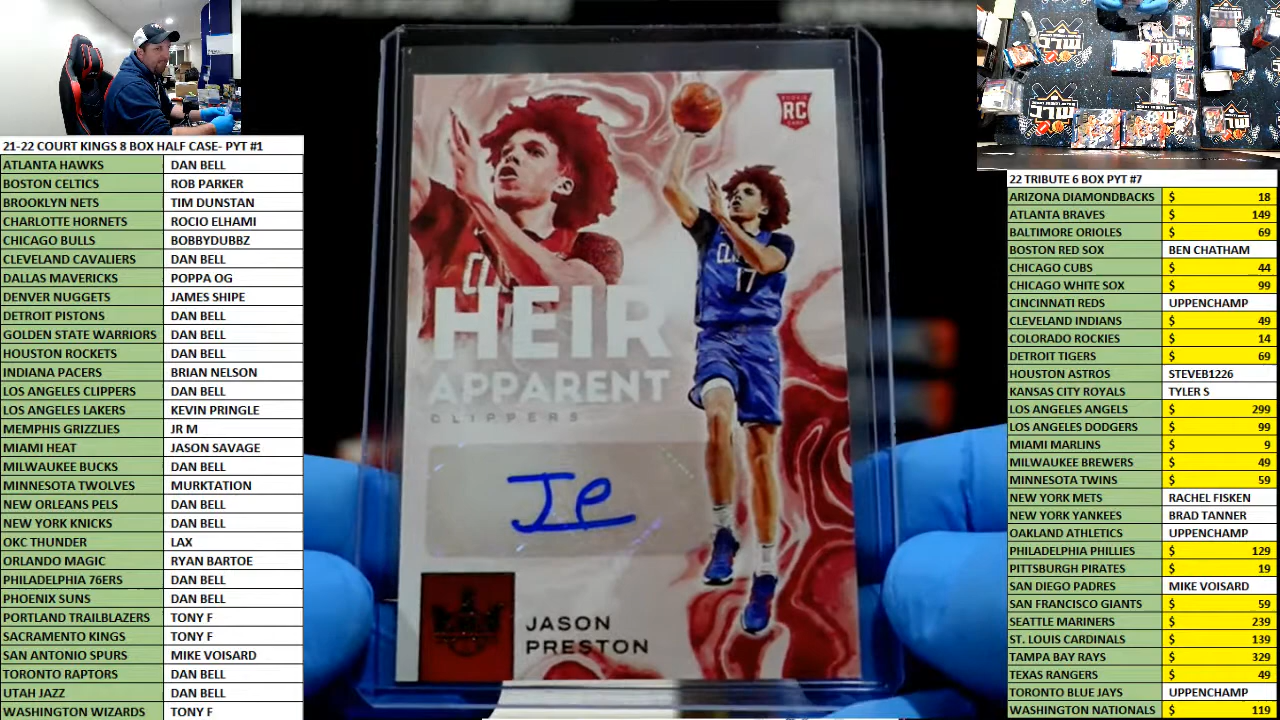 21-22 COURT KINGS 8 BOX HALF CASE- PYT #1
ATLANTA HAWKS DAN BELL
BOSTON CELTICS ROB PARKER
BROOKLYN NETS TIM DUNSTAN
CHARLOTTE HORNETS ROCIO ELHAMI
CHICAGO BULLS BOBBYDUBBZ
CLEVELAND CAVALIERS DAN BELL
DALLAS MAVERICKS POPPA OG
DENVER NUGGETS JAMES SHIPE
DETROIT PISTONS DAN BELL
GOLDEN STATE WARRIORS DAN BELL
HOUSTON ROCKETS DAN BELL
INDIANA PACERS BRIAN NELSON
LOS ANGELES CLIPPERS DAN BELL
LOS ANGELES LAKERS KEVIN PRINGLE
MEMPHIS GRIZZLIES JR M
MIAMI HEAT JASON SAVAGE
MILWAUKEE BUCKS DAN BELL
MINNESOTA TWOLVES MURKTATION
NEW ORLEANS PELS DAN BELL
NEW YORK KNICKS DAN BELL
OKC THUNDER LAX
ORLANDO MAGIC RYAN BARTOE
PHILADELPHIA 76ERS DAN BELL
PHOENIX SUNS DAN BELL
PORTLAND TRAILBLAZERS TONY F
SACRAMENTO KINGS TONY F
SAN ANTONIO SPURS MIKE VOISARD
TORONTO RAPTORS DAN BELL
UTAH JAZZ DAN BELL
WASHINGTON WIZARDS TONY F
RC
17
HEIR
APPARENT
CLIPPERS
JP
JASON
PRESTON
ערב
ערב
22 TRIBUTE 6 BOX PYT #7
ARIZONA DIAMONDBACKS $ 18
ATLANTA BRAVES $ 149
BALTIMORE ORIOLES $ 69
BOSTON RED SOX BEN CHATHAM
CHICAGO CUBS $ 44
CHICAGO WHITE SOX $ 99
CINCINNATI REDS UPPENCHAMP
CLEVELAND INDIANS $ 49
COLORADO ROCKIES $ 14
DETROIT TIGERS $ 69
HOUSTON ASTROS STEVEB1226
KANSAS CITY ROYALS TYLER S
LOS ANGELES ANGELS $ 299
LOS ANGELES DODGERS $ 99
MIAMI MARLINS $ 9
MILWAUKEE BREWERS $ 49
MINNESOTA TWINS $ 59
NEW YORK METS RACHEL FISKEN
NEW YORK YANKEES BRAD TANNER
OAKLAND ATHLETICS UPPENCHAMP
PHILADELPHIA PHILLIES $ 129
PITTSBURGH PIRATES $ 19
SAN DIEGO PADRES MIKE VOISARD
SAN FRANCISCO GIANTS $ 59
SEATTLE MARINERS $ 239
ST. LOUIS CARDINALS $ 139
TAMPA BAY RAYS $ 329
TEXAS RANGERS $ 49
TORONTO BLUE JAYS UPPENCHAMP
WASHINGTON NATIONALS $ 119